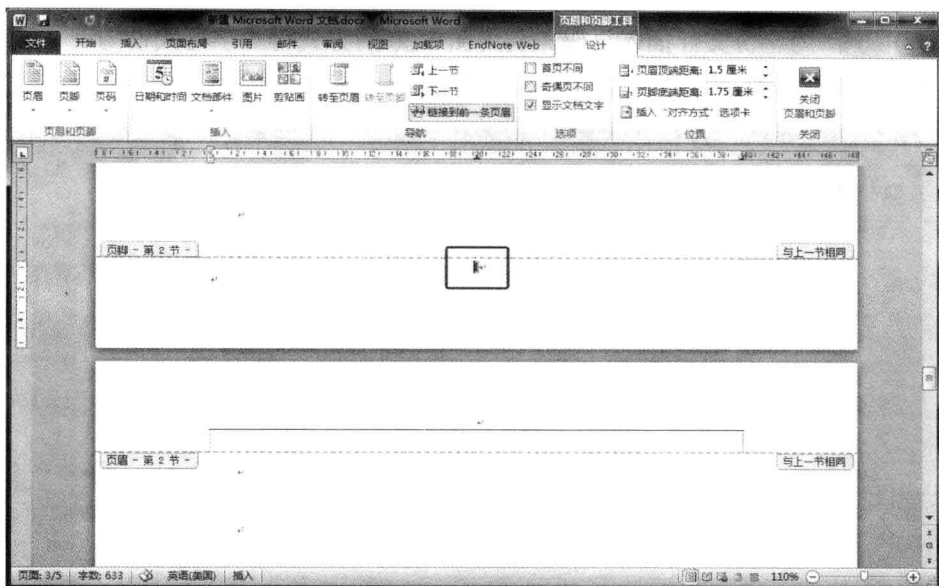 新建 Microsoft Word 文档.docx - Microsoft Word
页眉和页脚工具
文件 开始 插入 页面布局 引用 邮件 审阅 视图 加载项 EndNote Web 设计
页眉 页脚 页码 日期和时间 文档部件 图片 剪贴画 转至页眉 转至页脚
上一节
下一节
链接到前一条页眉
首页不同
奇偶页不同
显示文档文字
页眉顶端距离: 1.5 厘米
页脚底端距离: 1.75 厘米
插入“对齐方式”选项卡
关闭
页眉和页脚
页眉和页脚 插入 导航 选项 位置 关闭
页脚 - 第 2 节 -
与上一节相同
页眉 - 第 2 节 -
与上一节相同
页面: 3/5 字数: 633 英语(美国) 插入 110%